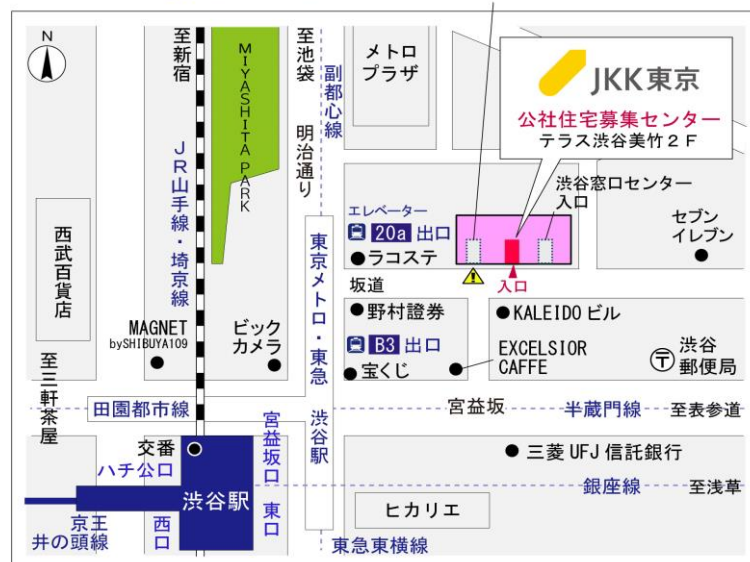 N
至新宿
JR山手線・埼京線
MIYASHITA PARK
至池袋
明治通り
副都心線
メトロ
プラザ
JKK東京
公社住宅募集センター
テラス渋谷美竹2F
渋谷窓口センター
入口
エレベーター
20a 出口
ラコステ
入口
セブン
イレブン
西武百貨店
東京メトロ・東急 渋谷駅
坂道
野村證券
KALEIDO ビル
MAGNET
bySHIBUYA109
ビック
カメラ
B3 出口
宝くじ
EXCELSIOR
CAFFE
渋谷
郵便局
至三軒茶屋
田園都市線
宮益坂
半蔵門線
至表参道
交番
ハチ公口
宮益坂口
三菱UFJ信託銀行
渋谷駅
銀座線
至浅草
京王
井の頭線
西口
東口
ヒカリエ
東急東横線